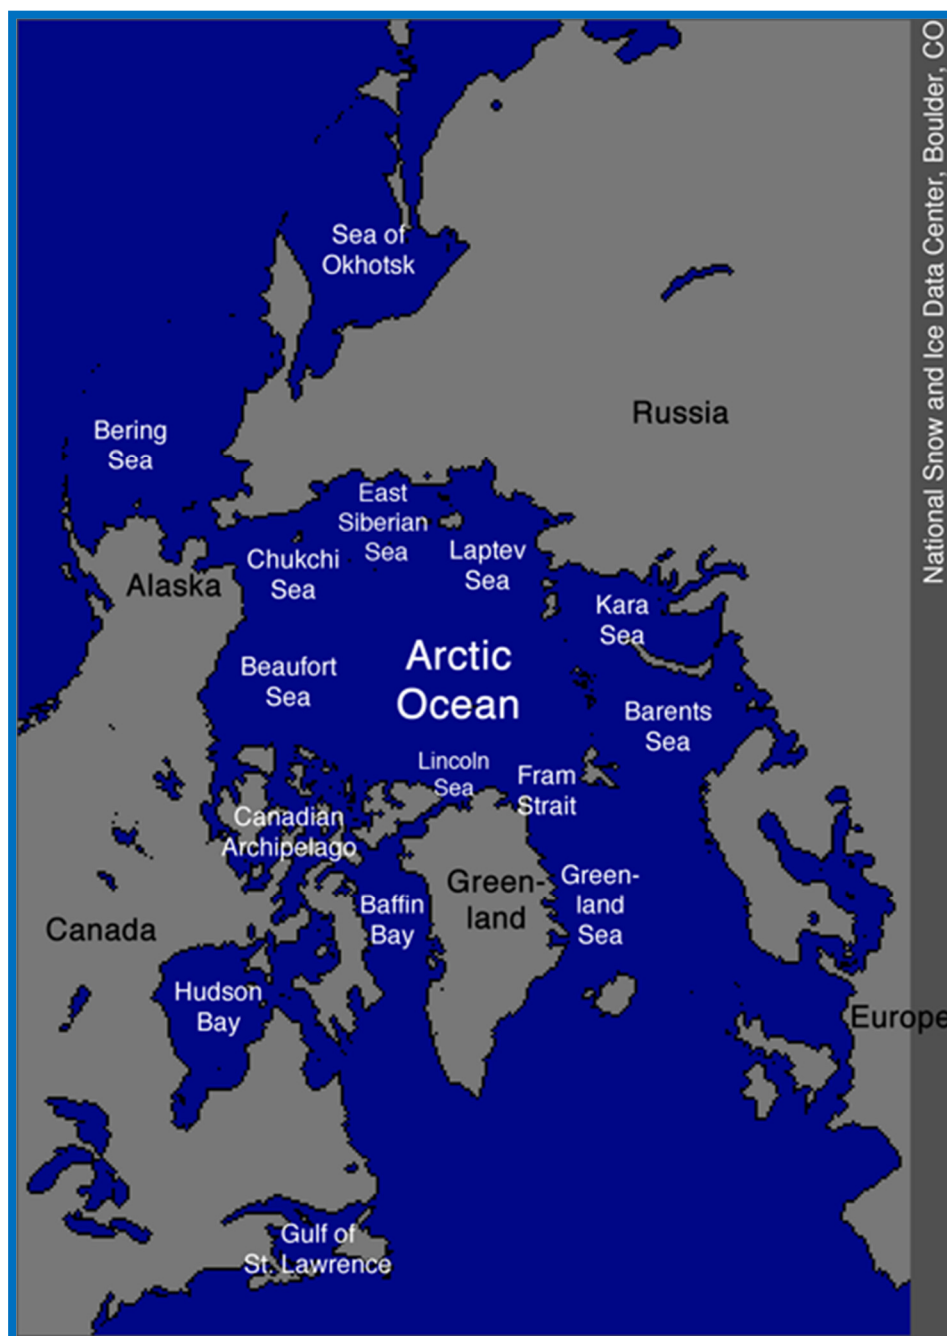 National Snow and Ice Data Center, Boulder, CO
Sea of
Okhotsk
Russia
Bering
Sea
East
Siberian
Sea
Chukchi
Sea
Laptev
Sea
Alaska
Kara
Sea
Beaufort
Sea
Arctic
Ocean
Barents
Sea
Lincoln
Sea
Fram
Strait
Canadian
Archipelago
Green-
land
Green-
land
Sea
Baffin
Bay
Canada
Hudson
Bay
Europe
Gulf of
St. Lawrence